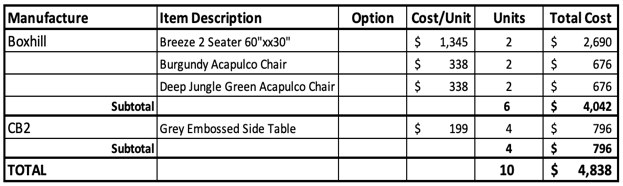 Manufacture Item Description Option Cost/Unit Units Total Cost
Boxhill Breeze 2 Seater 60"xx30" $ 1,345 2 $ 2,690
Burgundy Acapulco Chair $ 338 2 $ 676
Deep Jungle Green Acapulco Chair $ 338 2 $ 676
Subtotal 6 $ 4,042
CB2 Grey Embossed Side Table $ 199 4 $ 796
Subtotal 4 $ 796
TOTAL 10 $ 4,838